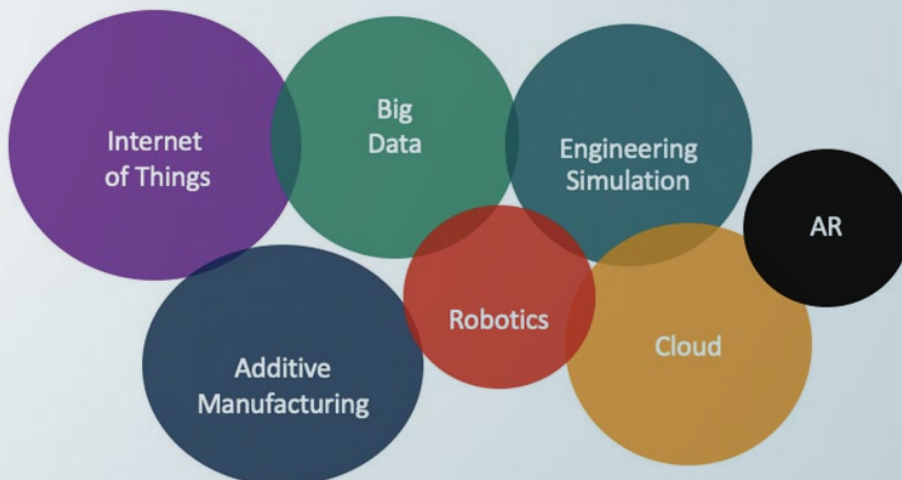 Internet
of Things
Big
Data
Engineering
Simulation
AR
Additive
Manufacturing
Robotics
Cloud